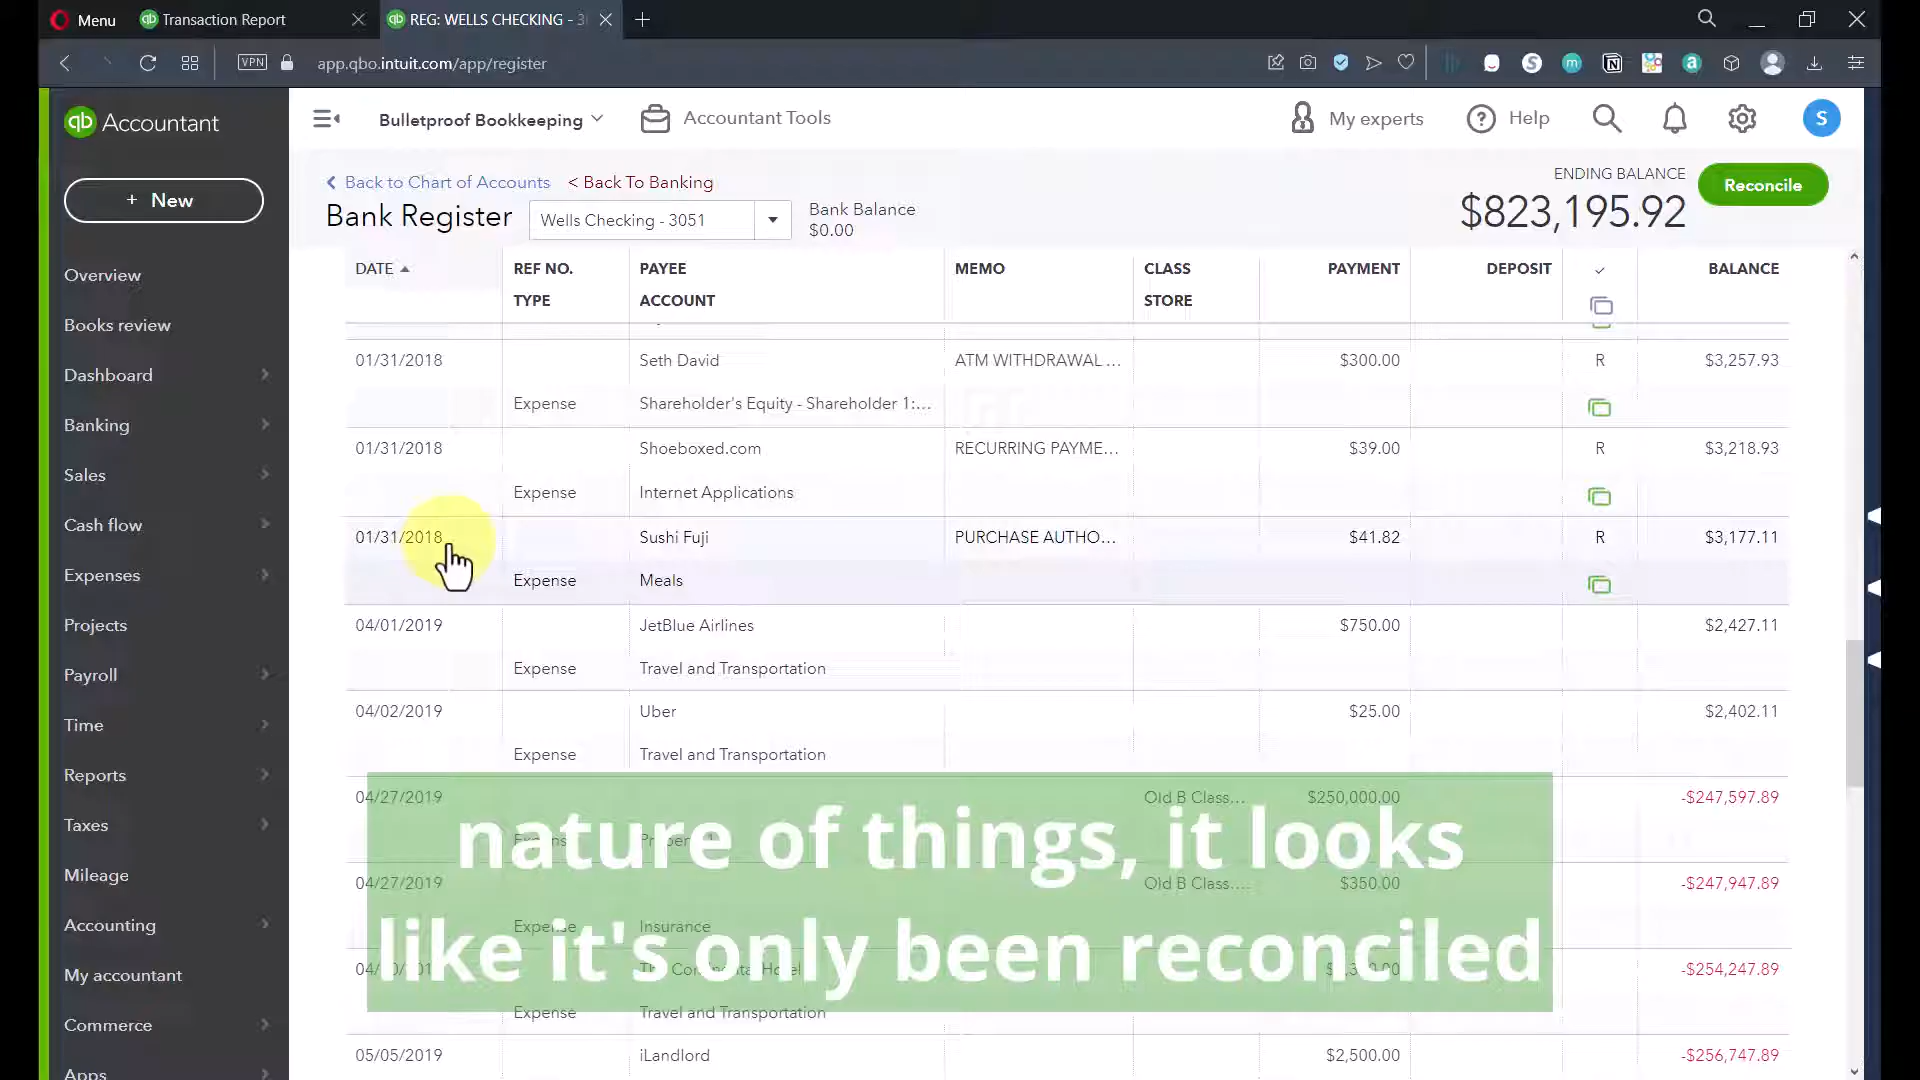 Menu
Transaction Report
REG: WELLS CHECKING - 3
VPN
app.qbo.intuit.com/app/register
qb Accountant
Bulletproof Bookkeeping
Accountant Tools
My experts
Help
S
+ New
Back to Chart of Accounts
< Back To Banking
ENDING BALANCE
$823,195.92
Reconcile
Bank Register
Wells Checking - 3051
Bank Balance
$0.00
Overview
Books review
Dashboard
Banking
Sales
Cash flow
Expenses
Projects
Payroll
Time
Reports
Taxes
Mileage
Accounting
My accountant
Commerce
Apps
DATE REF NO. PAYEE MEMO CLASS PAYMENT DEPOSIT ✓ BALANCE
TYPE ACCOUNT STORE
01/31/2018 Seth David ATM WITHDRAWAL ... $300.00 R $3,257.93
Expense Shareholder's Equity - Shareholder 1:...
01/31/2018 Shoeboxed.com RECURRING PAYME... $39.00 R $3,218.93
Expense Internet Applications
01/31/2018 Sushi Fuji PURCHASE AUTHO... $41.82 R $3,177.11
Expense Meals
04/01/2019 JetBlue Airlines $750.00 $2,427.11
Expense Travel and Transportation
04/02/2019 Uber $25.00 $2,402.11
Expense Travel and Transportation
04/27/2019 Old B Class... $250,000.00 -$247,597.89
Expense
04/27/2019 Old B Class.... $350.00 -$247,947.89
Expense Insurance
-$254,247.89
Expense Travel and Transportation
05/05/2019 iLandlord $2,500.00 -$256,747.89
nature of things, it looks
like it's only been reconciled